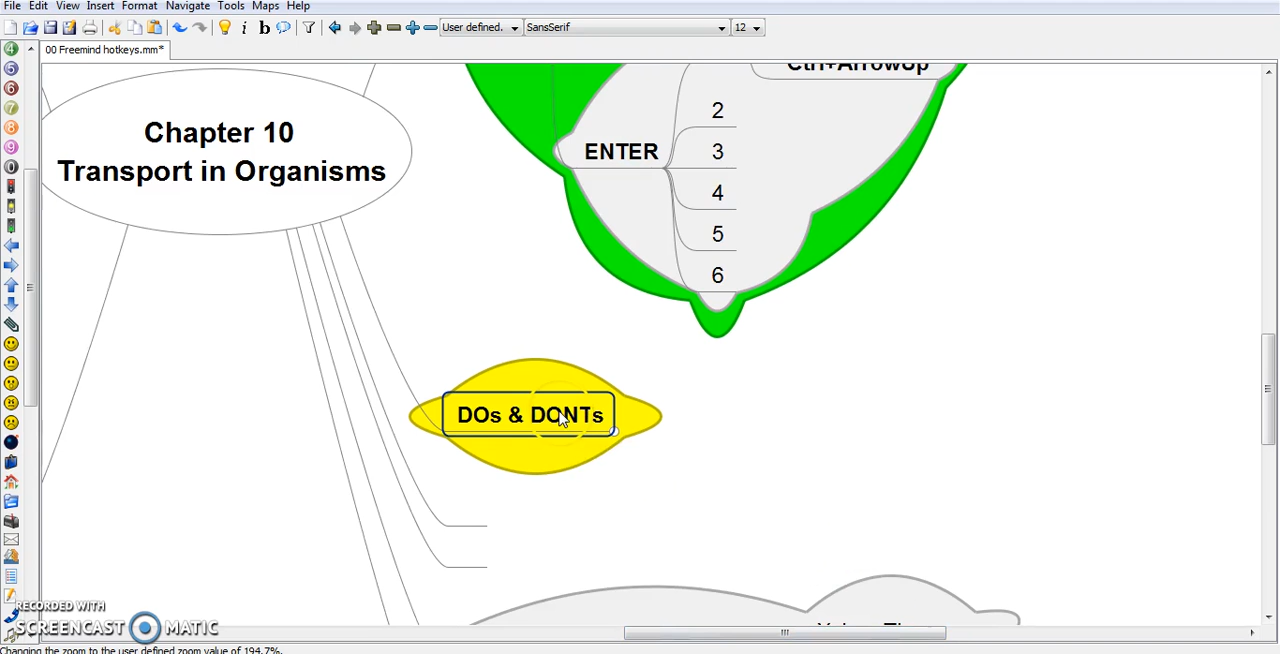 File Edit View Insert Format Navigate Tools Maps Help
User defined. SansSerif 12
00 Freemind hotkeys.mm*
Ctrl+ArrowUp
Chapter 10
Transport in Organisms
ENTER
2
3
4
5
6
DOs & DONTs
RECORDED WITH
SCREENCAST MATIC
Changing the zoom to the user defined zoom value of 194.7%.